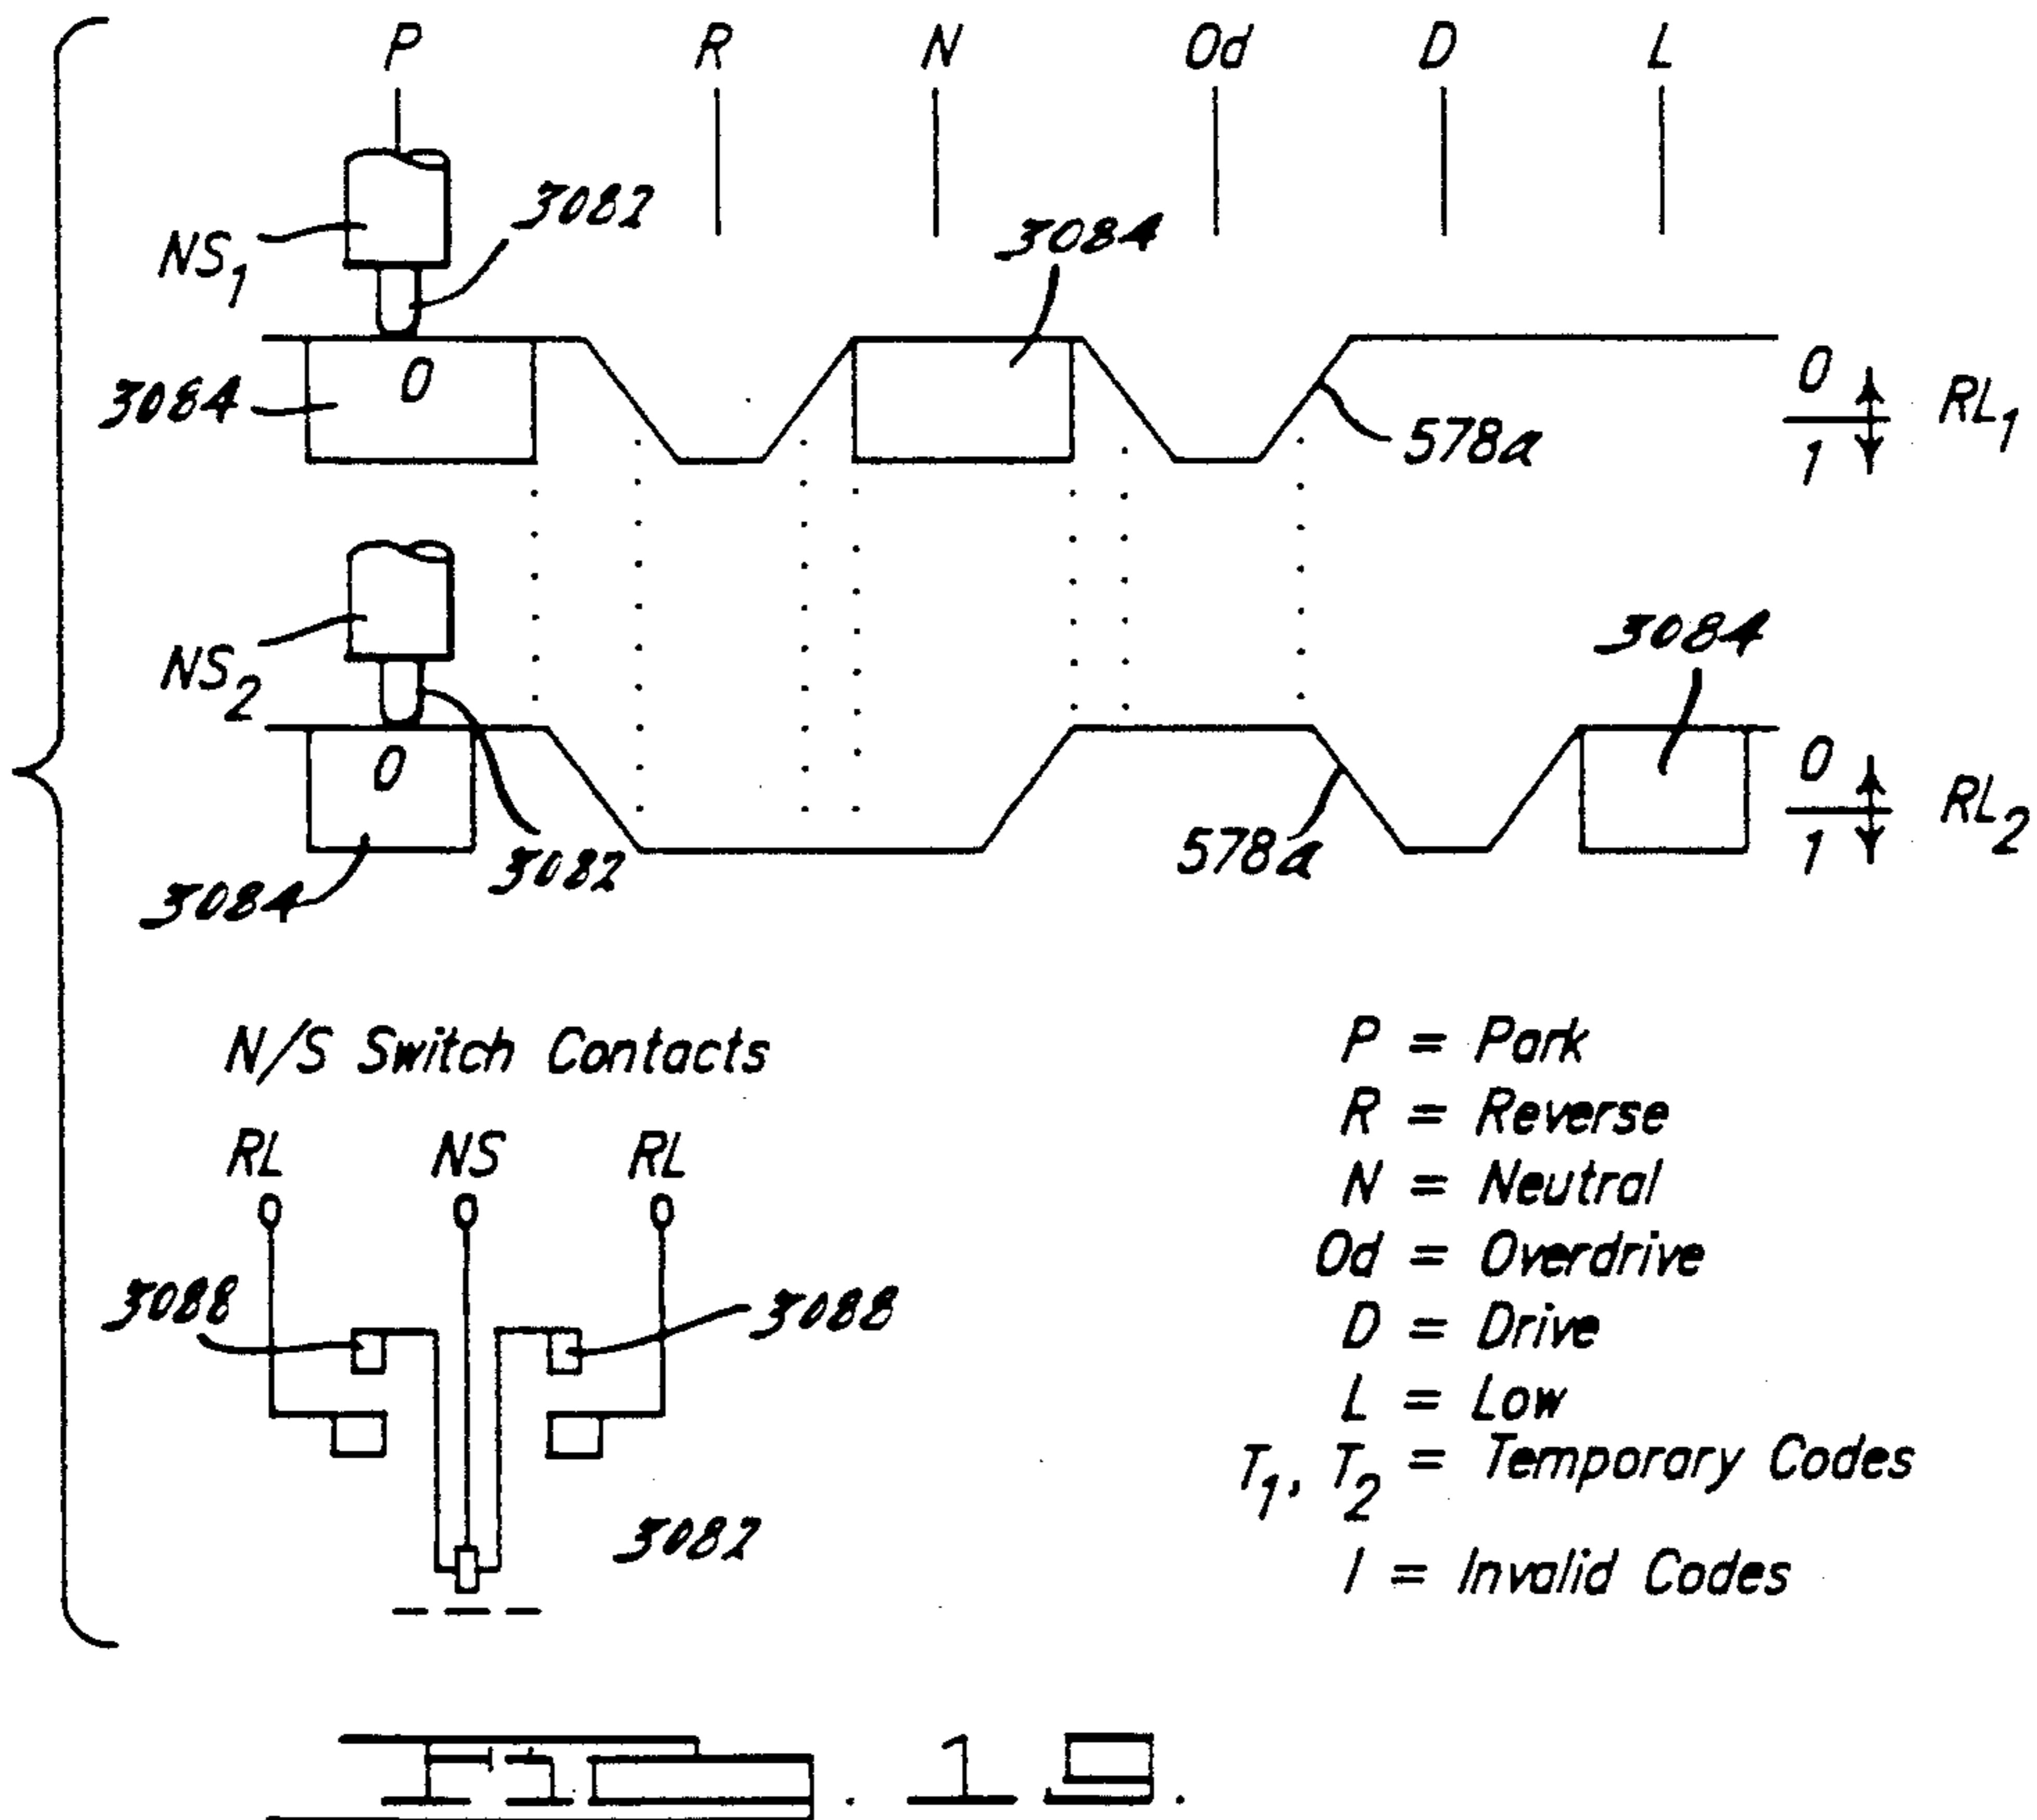 P R N Od D L
3082
NS1
3084
0
3084
0
1
RL1
578a
NS2
3084
0
0
1
RL2
578a
3082
3084
N/S Switch Contacts
RL NS RL
3088
3088
3082
P = Park
R = Reverse
N = Neutral
Od = Overdrive
D = Drive
L = Low
T1, T2 = Temporary Codes
I = Invalid Codes
FIG. 19.